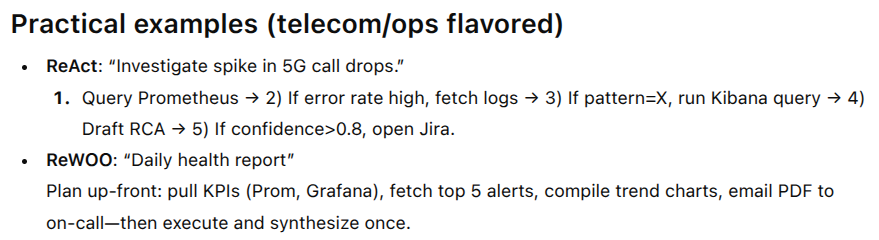 Practical examples (telecom/ops flavored)
• ReAct: “Investigate spike in 5G call drops.”
1. Query Prometheus → 2) If error rate high, fetch logs → 3) If pattern=X, run Kibana query → 4)
Draft RCA → 5) If confidence>0.8, open Jira.
• ReWOO: “Daily health report”
Plan up-front: pull KPIs (Prom, Grafana), fetch top 5 alerts, compile trend charts, email PDF to
on-call—then execute and synthesize once.